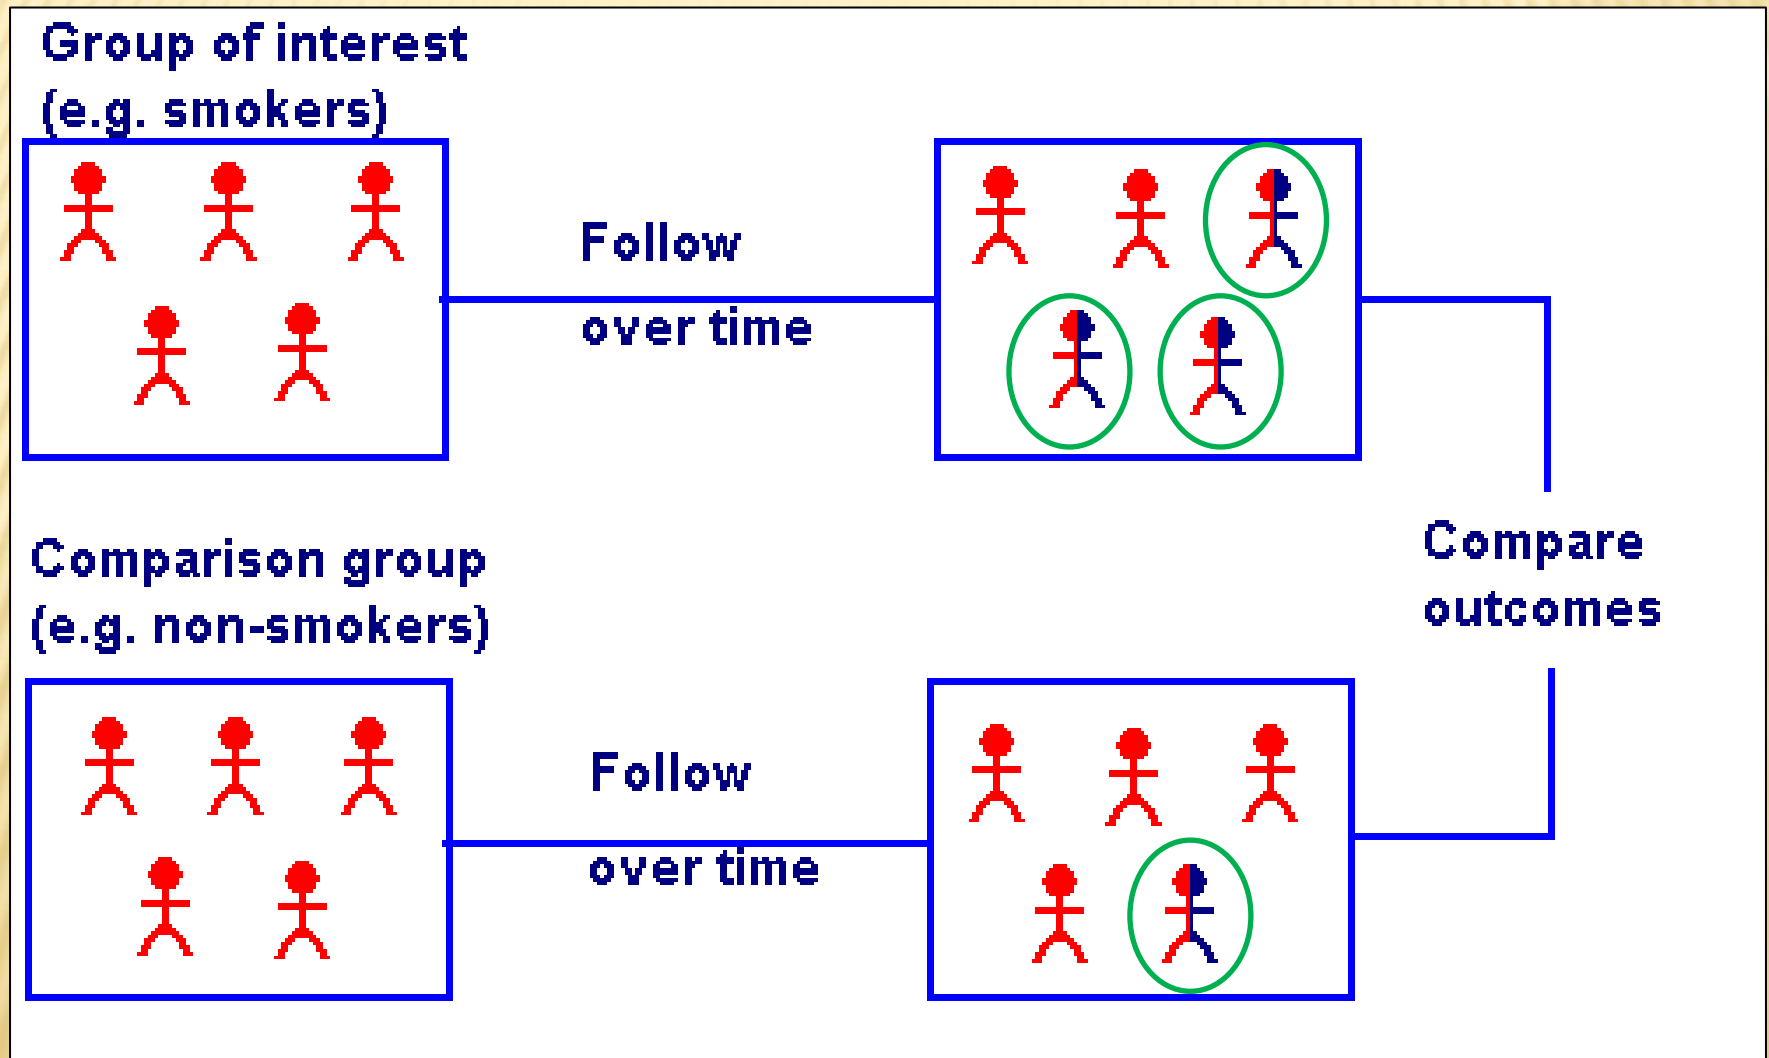 Group of interest
(e.g. smokers)
Follow
over time
Compare
outcomes
Comparison group
(e.g. non-smokers)
Follow
over time